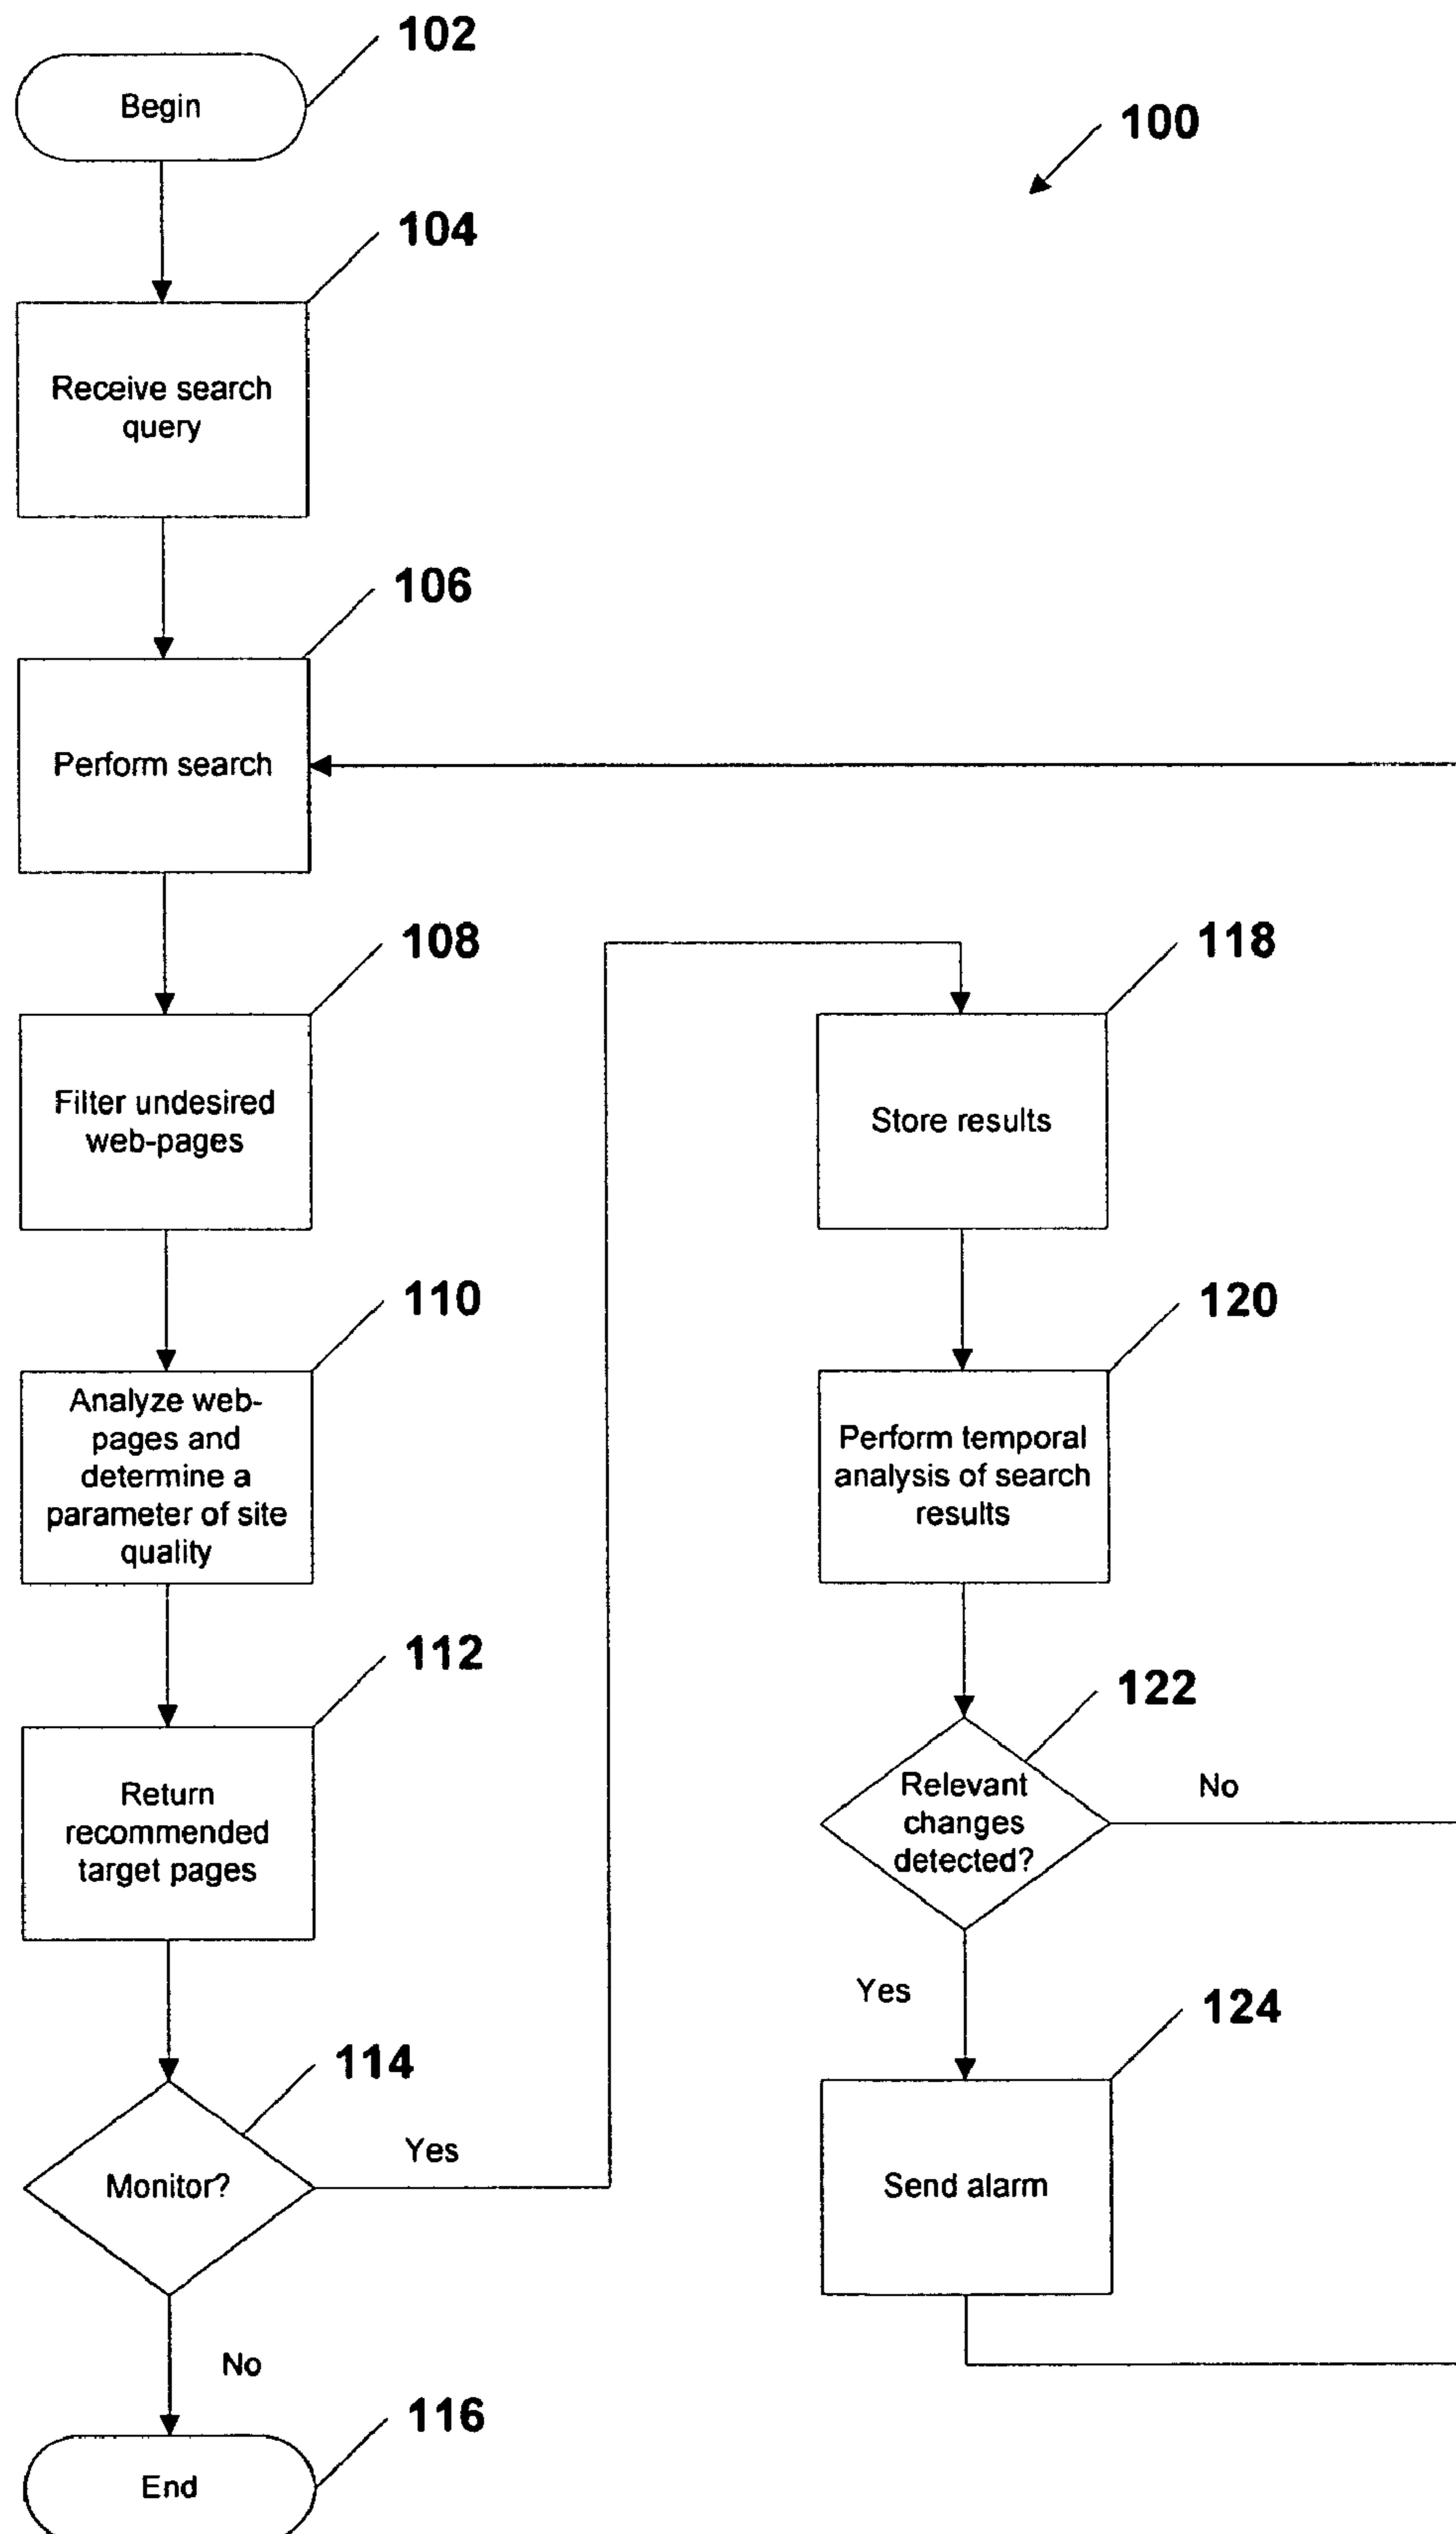 102
Begin
100
104
Receive search
query
106
Perform search
108
Filter undesired
web-pages
110
Analyze web-
pages and
determine a
parameter of site
quality
112
Return
recommended
target pages
114
Monitor?
Yes
No
116
End
118
Store results
120
Perform temporal
analysis of search
results
122
Relevant
changes
detected?
No
Yes
124
Send alarm